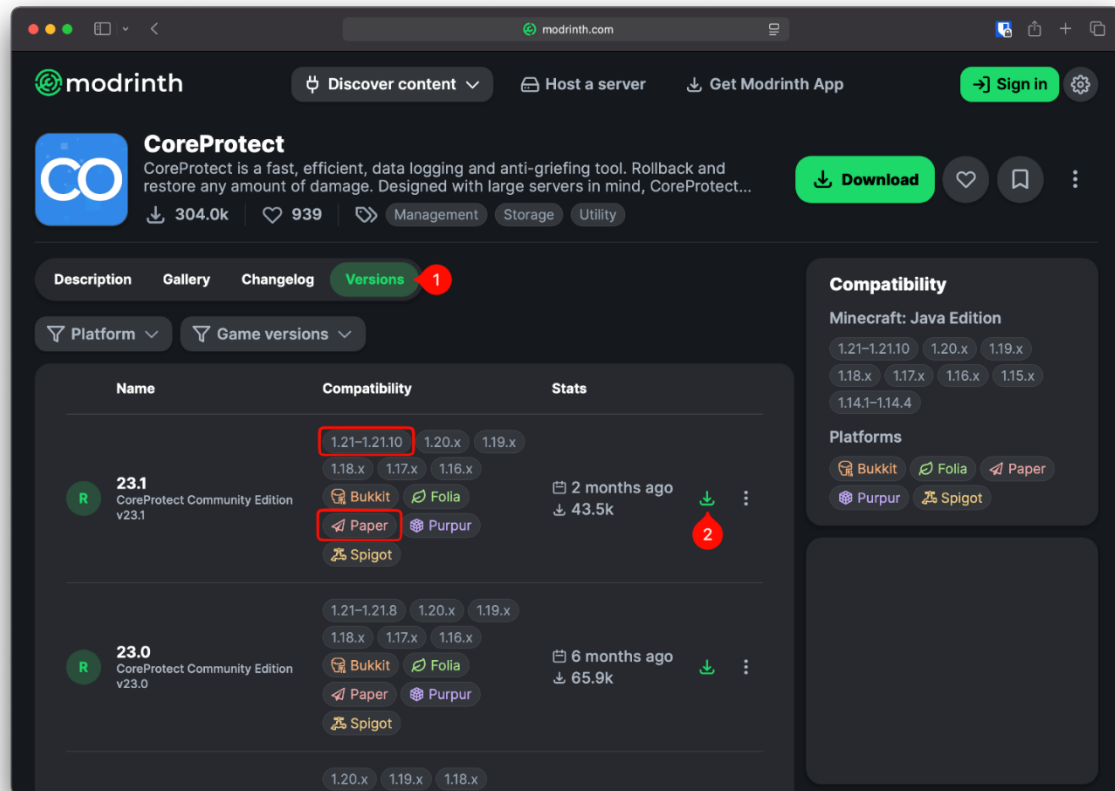 modrinth.com
modrinth
Discover content
Host a server
Get Modrinth App
Sign in
CoreProtect
CoreProtect is a fast, efficient, data logging and anti-griefing tool. Rollback and
restore any amount of damage. Designed with large servers in mind, CoreProtect...
304.0k 939 Management Storage Utility
Download
CO
Description Gallery Changelog Versions 1
Platform Game versions
Name Compatibility Stats
1.21–1.21.10 1.20.x 1.19.x
1.18.x 1.17.x 1.16.x
R
23.1
CoreProtect Community Edition
v23.1
Bukkit Folia
Paper Purpur
Spigot
2 months ago
43.5k
2
1.21–1.21.8 1.20.x 1.19.x
1.18.x 1.17.x 1.16.x
R
23.0
CoreProtect Community Edition
v23.0
Bukkit Folia
Paper Purpur
Spigot
6 months ago
65.9k
1.20.x 1.19.x 1.18.x
Compatibility
Minecraft: Java Edition
1.21–1.21.10 1.20.x 1.19.x
1.18.x 1.17.x 1.16.x 1.15.x
1.14.1–1.14.4
Platforms
Bukkit Folia Paper
Purpur Spigot